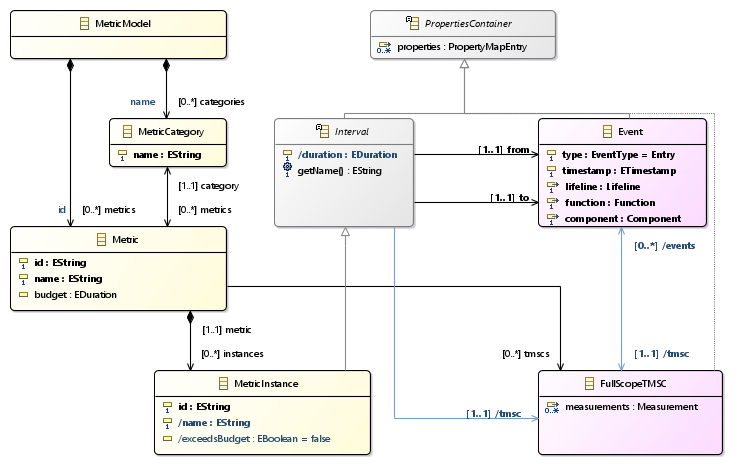 MetricModel
PropertiesContainer
properties : PropertyMapEntry
name
[0..*] categories
MetricCategory
name : EString
Interval
/duration : EDuration
getName() : EString
[1..1] from
[1..1] to
Event
type : EventType = Entry
timestamp : ETimestamp
lifeline : Lifeline
function : Function
component : Component
[1..1] category
id
[0..*] metrics
[0..*] metrics
Metric
id : EString
name : EString
budget : EDuration
[0..*] /events
[1..1] metric
[0..*] instances
[0..*] tmscs
[1..1] /tmsc
MetricInstance
id : EString
/name : EString
/exceedsBudget : EBoolean = false
[1..1] /tmsc
FullScopeTMSC
measurements : Measurement